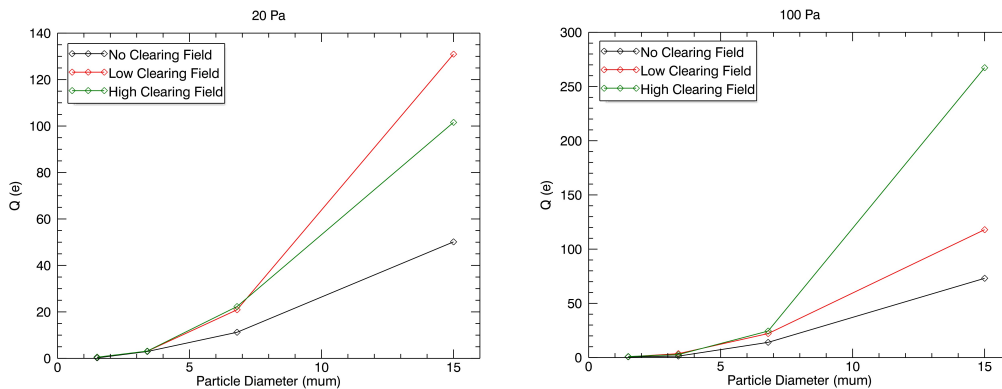 20 Pa
140
120
100
80
60
40
20
0
Q (e)
No Clearing Field
Low Clearing Field
High Clearing Field
0
5
10
15
Particle Diameter (mum)
100 Pa
300
250
200
150
100
50
0
Q (e)
No Clearing Field
Low Clearing Field
High Clearing Field
0
5
10
15
Particle Diameter (mum)